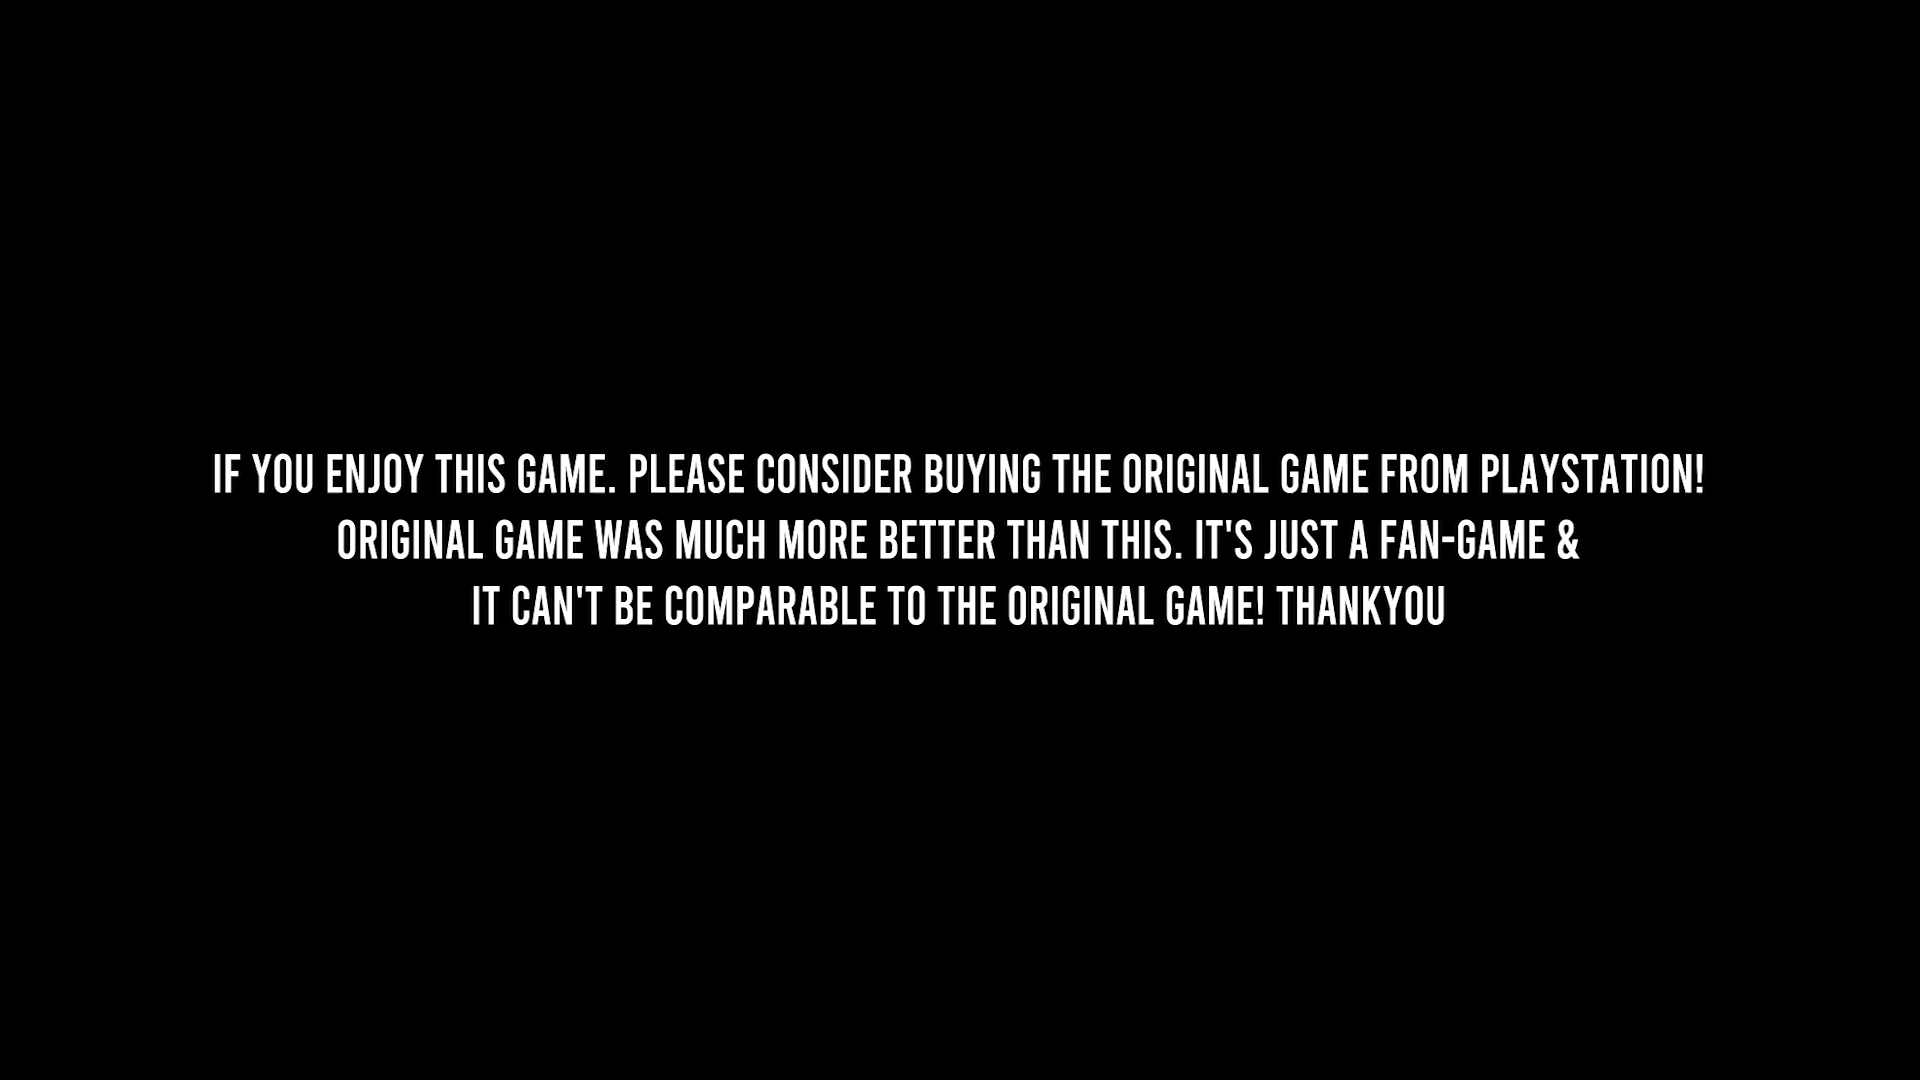 IF YOU ENJOY THIS GAME. PLEASE CONSIDER BUYING THE ORIGINAL GAME FROM PLAYSTATION!
ORIGINAL GAME WAS MUCH MORE BETTER THAN THIS. IT'S JUST A FAN-GAME &
IT CAN'T BE COMPARABLE TO THE ORIGINAL GAME! THANKYOU